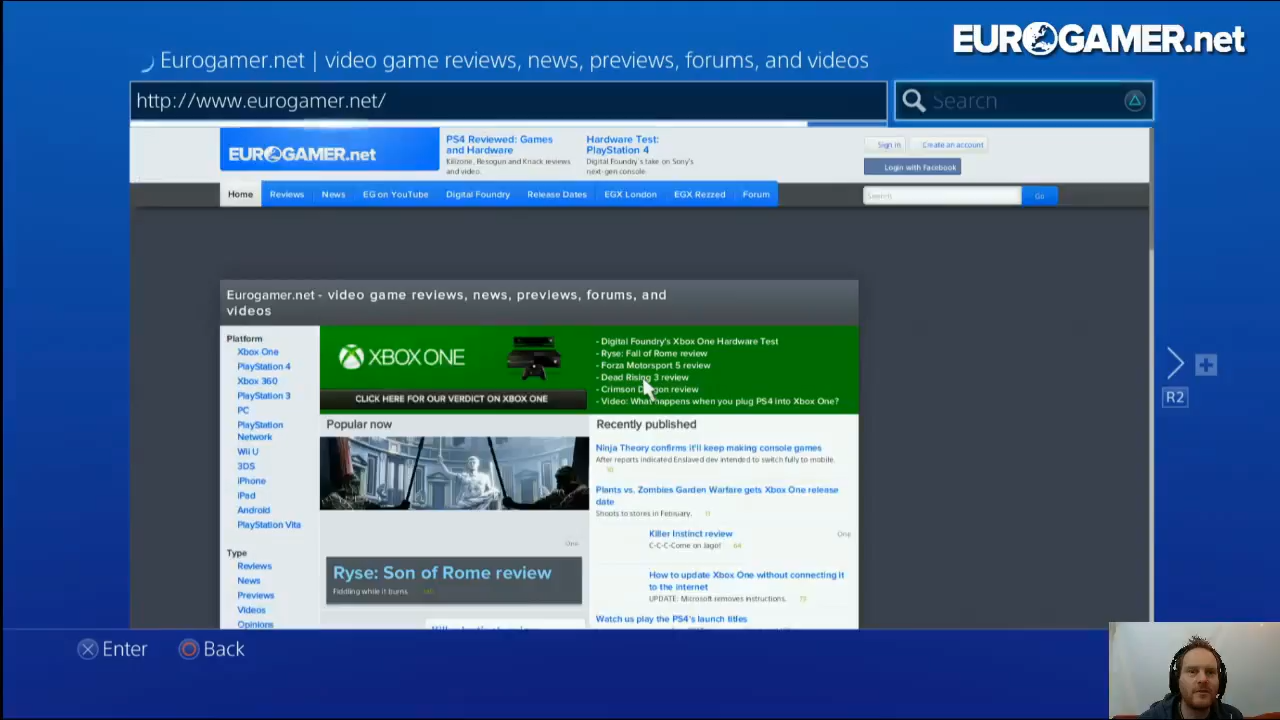 EUROGAMER.net
Eurogamer.net | video game reviews, news, previews, forums, and videos
http://www.eurogamer.net/
Search
EUROGAMER.net
PS4 Reviewed: Games
and Hardware
Killzone, Resogun and Knack reviews
and video.
Hardware Test:
PlayStation 4
Digital Foundry's take on Sony's
next-gen console.
Sign in
Create an account
Login with Facebook
Home
Reviews
News
EG on YouTube
Digital Foundry
Release Dates
EGX London
EGX Rezzed
Forum
Search
Go
Eurogamer.net - video game reviews, news, previews, forums, and
videos
Platform
Xbox One
PlayStation 4
Xbox 360
PlayStation 3
PC
PlayStation
Network
Wii U
3DS
iPhone
iPad
Android
PlayStation Vita
Type
Reviews
News
Previews
Videos
Opinions
XBOX ONE
CLICK HERE FOR OUR VERDICT ON XBOX ONE
- Digital Foundry's Xbox One Hardware Test
- Ryse: Fall of Rome review
- Forza Motorsport 5 review
- Dead Rising 3 review
- Crimson Dragon review
- Video: What happens when you plug PS4 into Xbox One?
Popular now
One
Ryse: Son of Rome review
Fiddling while it burns.
Recently published
Ninja Theory confirms it'll keep making console games
After reports indicated Enslaved dev intended to switch fully to mobile.
Plants vs. Zombies Garden Warfare gets Xbox One release
date
Shoots to stores in February.
Killer Instinct review
One
C-C-C-Come on Jago! 64
How to update Xbox One without connecting it
to the internet
UPDATE: Microsoft removes instructions. 73
Watch us play the PS4's launch titles
R2
Enter
Back